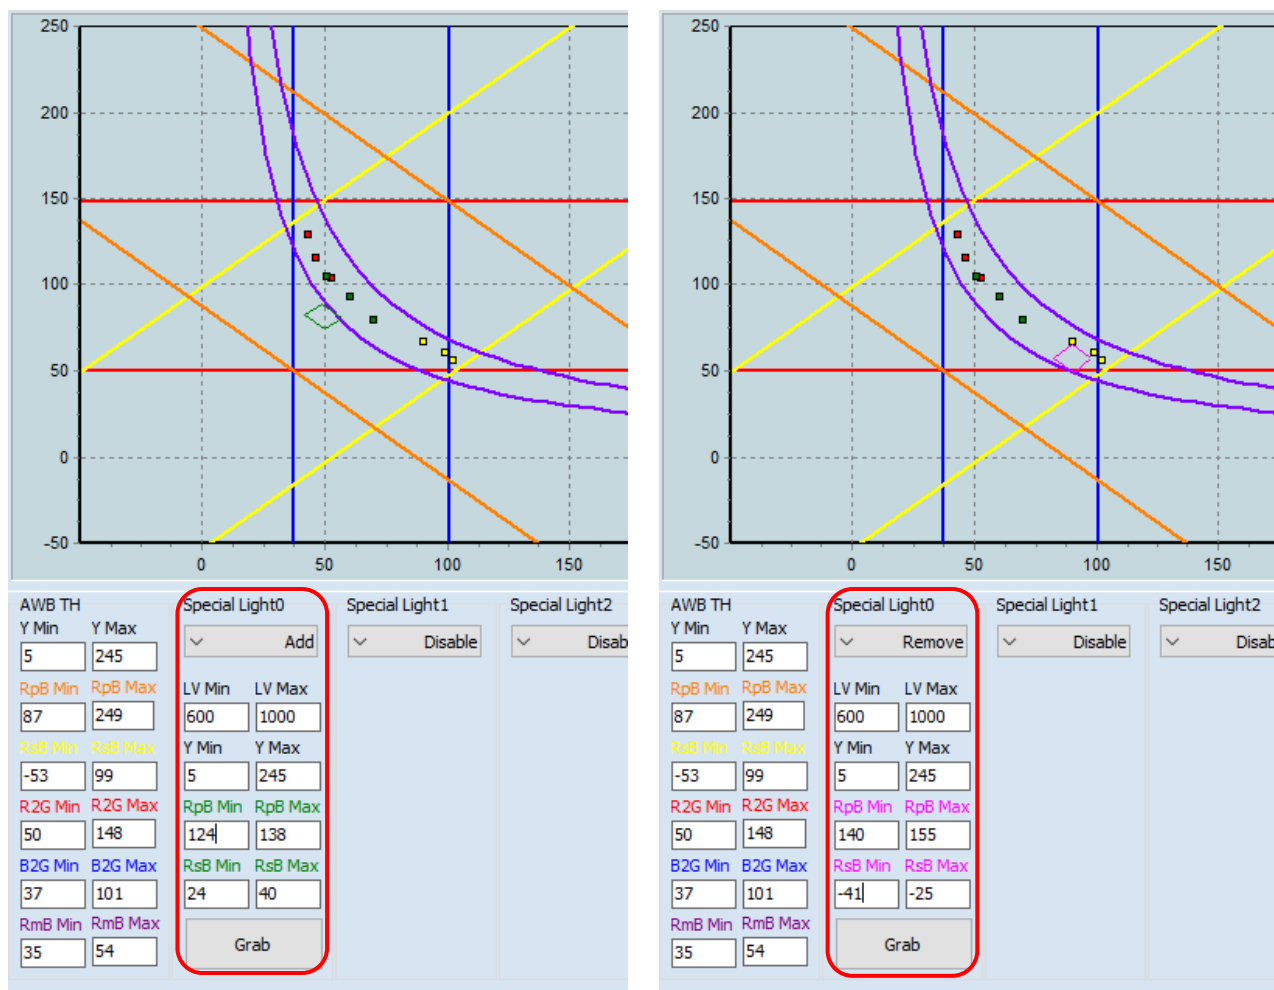 250
200
150
100
50
0
-50
0 50 100 150
AWB TH
Y Min Y Max
5 245
RpB Min RpB Max
87 249
RsB Min RsB Max
-53 99
R2G Min R2G Max
50 148
B2G Min B2G Max
37 101
RmB Min RmB Max
35 54
Special Light0
Add
LV Min LV Max
600 1000
Y Min Y Max
5 245
RpB Min RpB Max
124 138
RsB Min RsB Max
24 40
Grab
Special Light1
Disable
Special Light2
Disab
250
200
150
100
50
0
-50
0 50 100 150
AWB TH
Y Min Y Max
5 245
RpB Min RpB Max
87 249
RsB Min RsB Max
-53 99
R2G Min R2G Max
50 148
B2G Min B2G Max
37 101
RmB Min RmB Max
35 54
Special Light0
Remove
LV Min LV Max
600 1000
Y Min Y Max
5 245
RpB Min RpB Max
140 155
RsB Min RsB Max
-41 -25
Grab
Special Light1
Disable
Special Light2
Disab